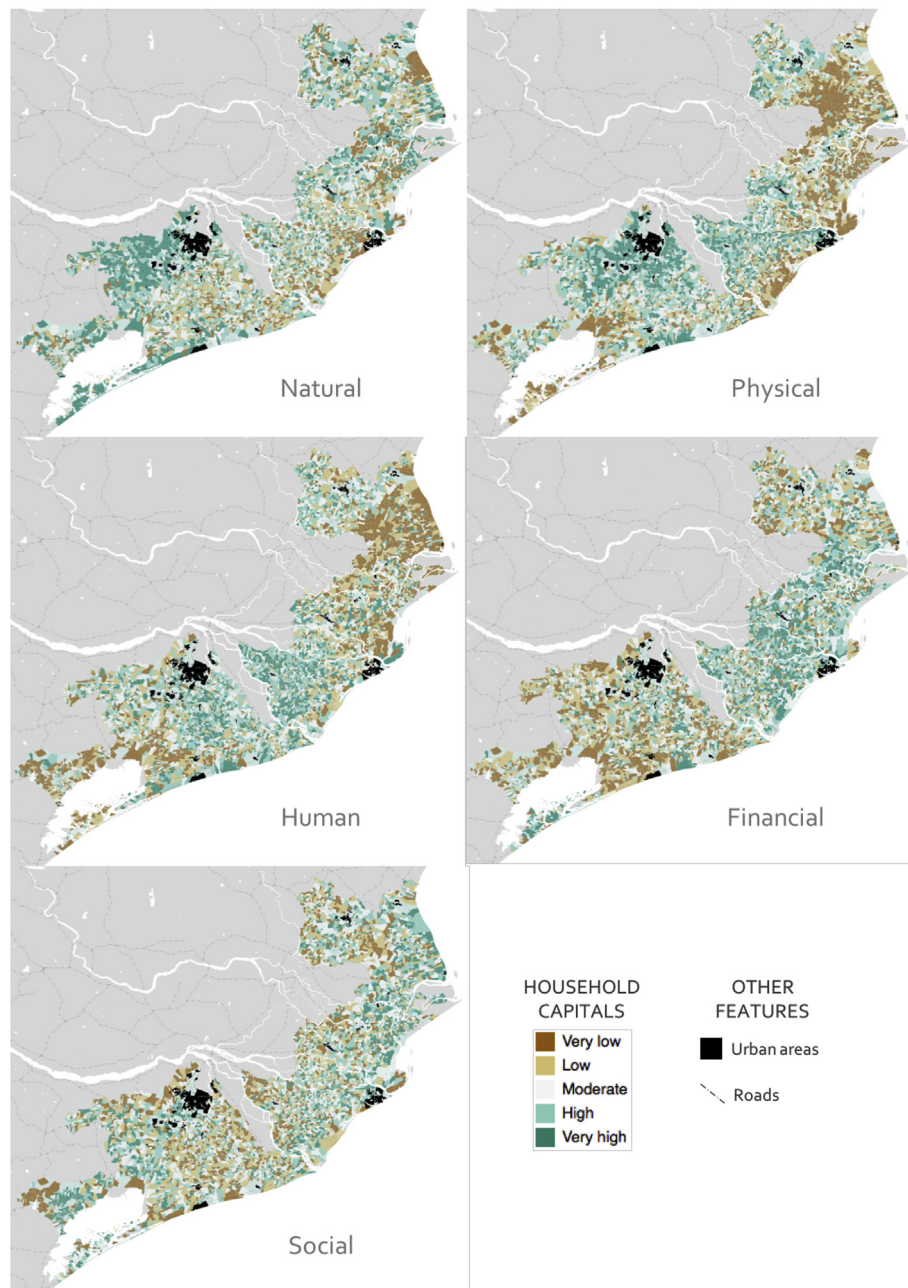 Natural
Physical
Human
Financial
Social
HOUSEHOLD
CAPITALS
Very low
Low
Moderate
High
Very high
OTHER
FEATURES
Urban areas
Roads